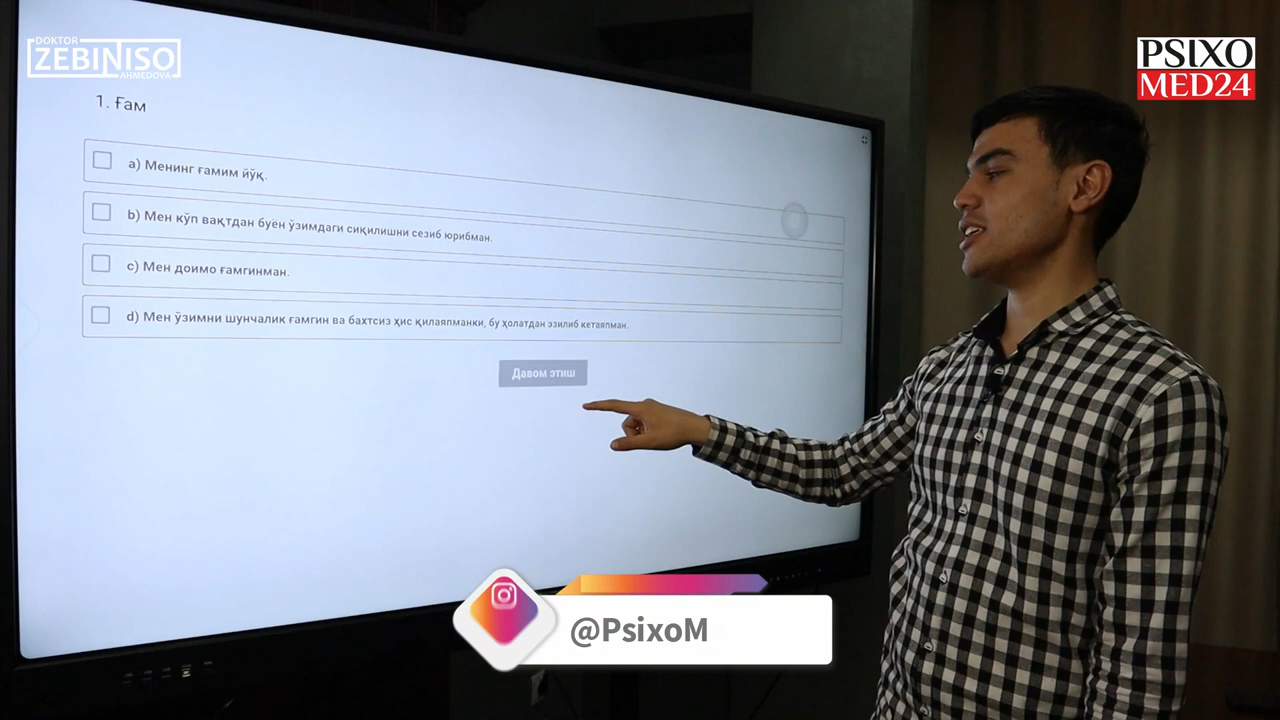 DOKTOR
ZEBINISO
AHMEDOVA
PSIXO
MED24
1. Ғам
a) Менинг ғамим йўқ.
b) Мен кўп вақтдан буён ўзимдаги сиқилишни сезиб юрибман.
c) Мен доимо ғамгинман.
d) Мен ўзимни шунчалик ғамгин ва бахтсиз ҳис қилаяпманки, бу ҳолатдан эзилиб кетаяпман.
Давом этиш
@PsixoM